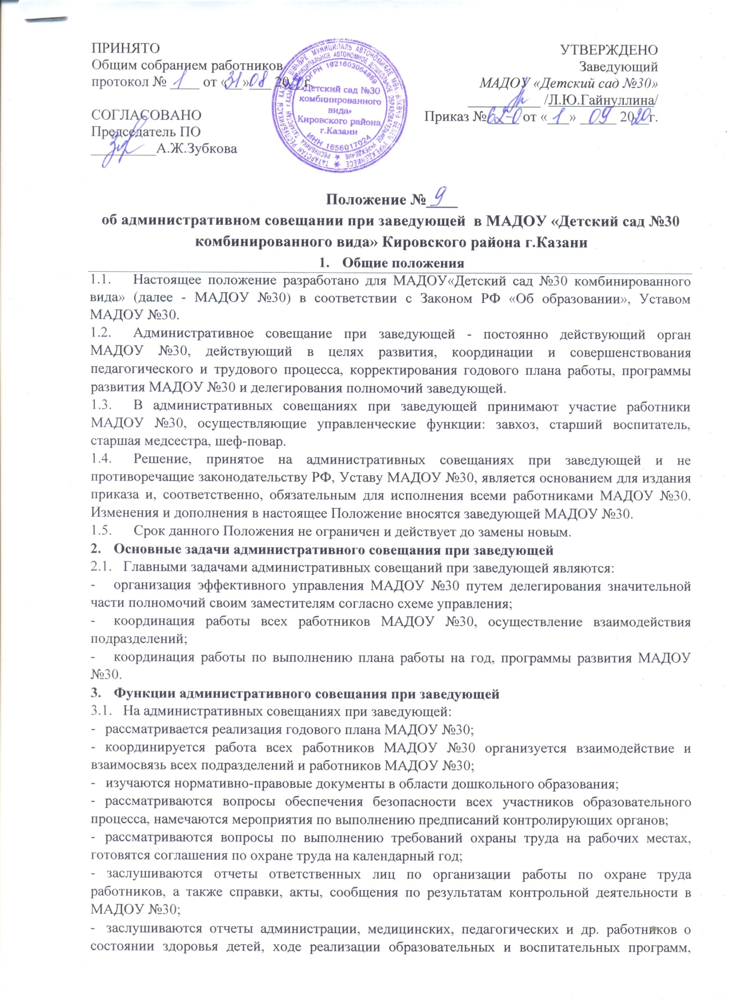 ПРИНЯТО
Общим собранием работников
протокол № 1 от «31» 08 2020 г.
СОГЛАСОВАНО
Председатель ПО
А.Ж.Зубкова
УТВЕРЖДЕНО
Заведующий
МАДОУ «Детский сад №30»
/Л.Ю.Гайнуллина/
Приказ № 62-О от « 1 » 09 2020 г.
ОГРН 1021603064889
«Детский сад №30
комбинированного
вида»
Кировского района
г.Казани
ИНН 1656017024
Положение № 9
об административном совещании при заведующей в МАДОУ «Детский сад №30
комбинированного вида» Кировского района г.Казани
1. Общие положения
1.1. Настоящее положение разработано для МАДОУ«Детский сад №30 комбинированного
вида» (далее - МАДОУ №30) в соответствии с Законом РФ «Об образовании», Уставом
МАДОУ №30.
1.2. Административное совещание при заведующей - постоянно действующий орган
МАДОУ №30, действующий в целях развития, координации и совершенствования
педагогического и трудового процесса, корректирования годового плана работы, программы
развития МАДОУ №30 и делегирования полномочий заведующей.
1.3. В административных совещаниях при заведующей принимают участие работники
МАДОУ №30, осуществляющие управленческие функции: завхоз, старший воспитатель,
старшая медсестра, шеф-повар.
1.4. Решение, принятое на административных совещаниях при заведующей и не
противоречащие законодательству РФ, Уставу МАДОУ №30, является основанием для издания
приказа и, соответственно, обязательным для исполнения всеми работниками МАДОУ №30.
Изменения и дополнения в настоящее Положение вносятся заведующей МАДОУ №30.
1.5. Срок данного Положения не ограничен и действует до замены новым.
2. Основные задачи административного совещания при заведующей
2.1. Главными задачами административных совещаний при заведующей являются:
- организация эффективного управления МАДОУ №30 путем делегирования значительной
части полномочий своим заместителям согласно схеме управления;
- координация работы всех работников МАДОУ №30, осуществление взаимодействия
подразделений;
- координация работы по выполнению плана работы на год, программы развития МАДОУ
№30.
3. Функции административного совещания при заведующей
3.1. На административных совещаниях при заведующей:
- рассматривается реализация годового плана МАДОУ №30;
- координируется работа всех работников МАДОУ №30 организуется взаимодействие и
взаимосвязь всех подразделений и работников МАДОУ №30;
- изучаются нормативно-правовые документы в области дошкольного образования;
- рассматриваются вопросы обеспечения безопасности всех участников образовательного
процесса, намечаются мероприятия по выполнению предписаний контролирующих органов;
- рассматриваются вопросы по выполнению требований охраны труда на рабочих местах,
готовятся соглашения по охране труда на календарный год;
- заслушиваются отчеты ответственных лиц по организации работы по охране труда
работников, а также справки, акты, сообщения по результатам контрольной деятельности в
МАДОУ №30;
- заслушиваются отчеты администрации, медицинских, педагогических и др. работников о
состоянии здоровья детей, ходе реализации образовательных и воспитательных программ,